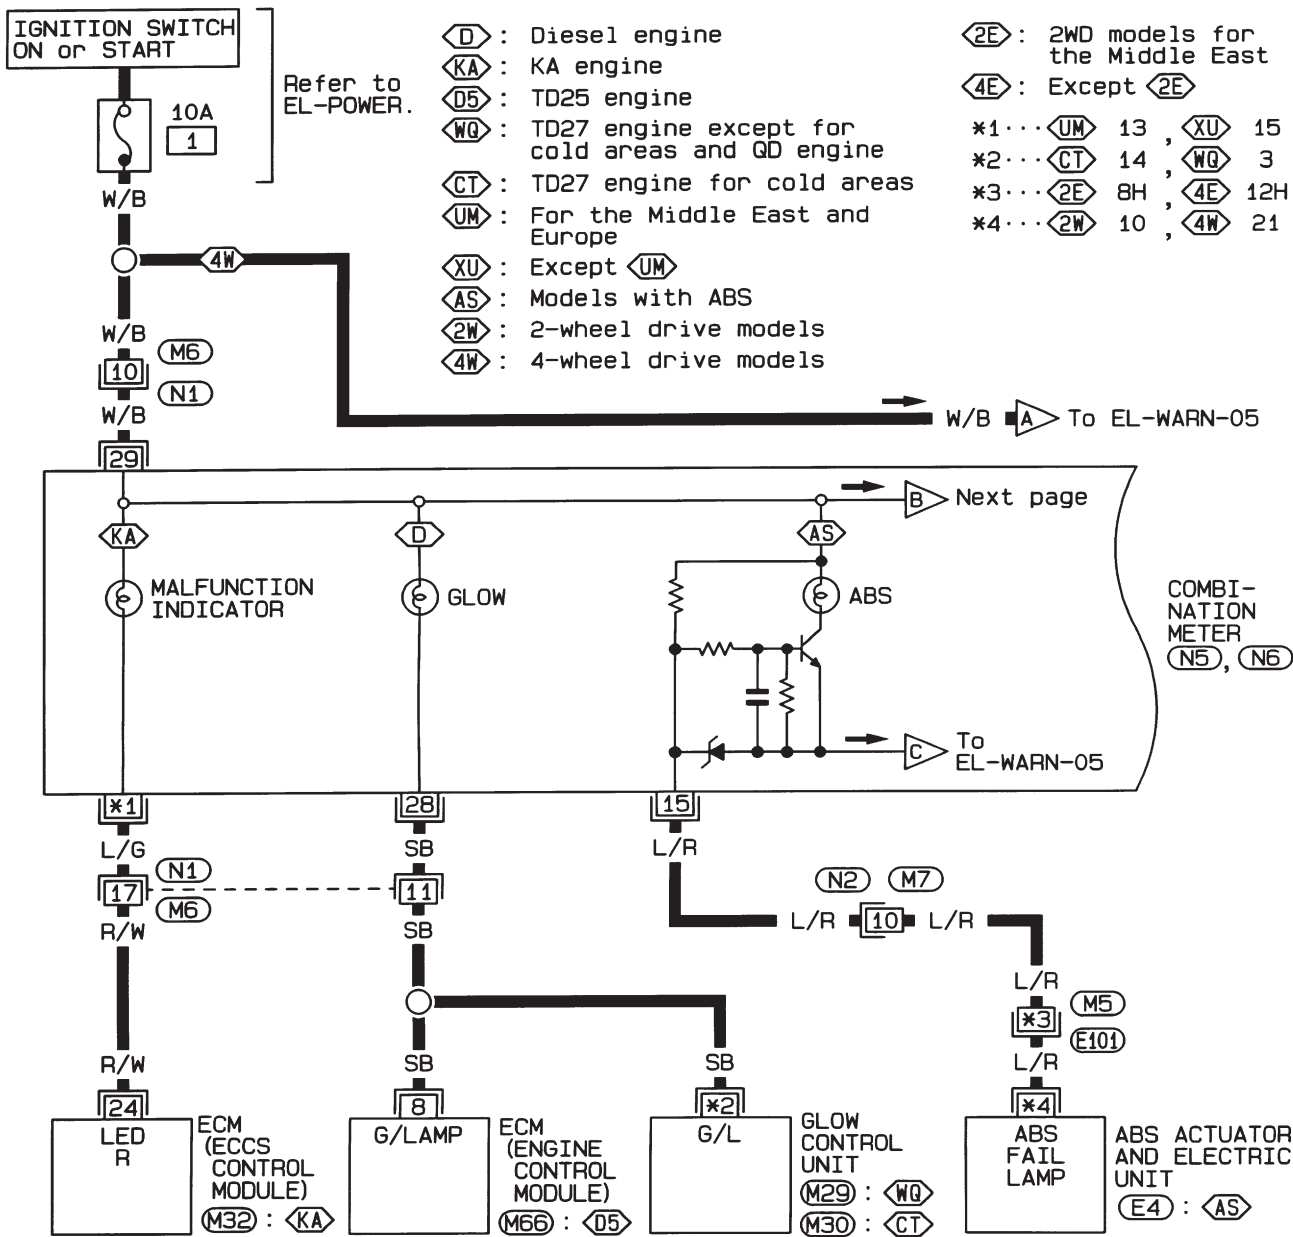 IGNITION SWITCH
ON or START
Refer to
EL-POWER.
10A
1
W/B
D : Diesel engine
KA : KA engine
D5 : TD25 engine
WQ : TD27 engine except for
cold areas and QD engine
CT : TD27 engine for cold areas
UM : For the Middle East and
Europe
XU : Except UM
AS : Models with ABS
2W : 2-wheel drive models
4W : 4-wheel drive models
2E : 2WD models for
the Middle East
4E : Except 2E
*1··· UM 13 , XU 15
*2··· CT 14 , WQ 3
*3··· 2E 8H , 4E 12H
*4··· 2W 10 , 4W 21
4W
W/B
M6
10
N1
W/B
W/B A To EL-WARN-05
29
B Next page
KA
D
AS
MALFUNCTION
INDICATOR
GLOW
ABS
COMBI-
NATION
METER
N5 , N6
C To
EL-WARN-05
*1
28
15
L/G
SB
L/R
N1
17
11
M6
R/W
SB
N2 M7
L/R 10 L/R
L/R
*3
M5
E101
R/W
SB
SB
L/R
24
8
*2
*4
LED
R
ECM
(ECCS
CONTROL
MODULE)
M32 : KA
G/LAMP
ECM
(ENGINE
CONTROL
MODULE)
M66 : D5
G/L
GLOW
CONTROL
UNIT
M29 : WQ
M30 : CT
ABS
FAIL
LAMP
ABS ACTUATOR
AND ELECTRIC
UNIT
E4 : AS